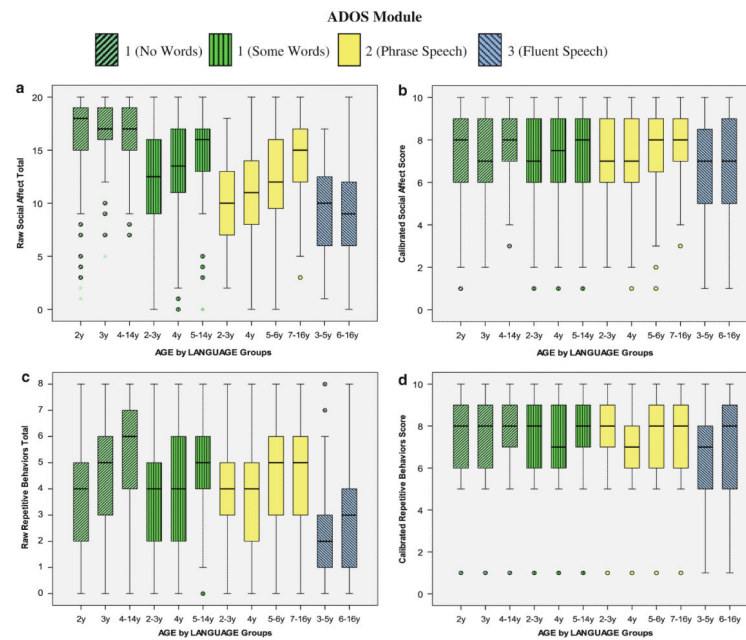 ADOS Module
1 (No Words) 1 (Some Words) 2 (Phrase Speech) 3 (Fluent Speech)
a
20
15
10
5
0
Raw Social Affect Total
2y 3y 4-14y 2-3y 4y 5-14y 2-3y 4y 5-6y 7-16y 3-5y 6-16y
AGE by LANGUAGE Groups
b
10
8
6
4
2
0
Calibrated Social Affect Score
2y 3y 4-14y 2-3y 4y 5-14y 2-3y 4y 5-6y 7-16y 3-5y 6-16y
AGE by LANGUAGE Groups
c
8
7
6
5
4
3
2
1
0
Raw Repetitive Behaviors Total
2y 3y 4-14y 2-3y 4y 5-14y 2-3y 4y 5-6y 7-16y 3-5y 6-16y
AGE by LANGUAGE Groups
d
10
8
6
4
2
0
Calibrated Repetitive Behaviors Score
2y 3y 4-14y 2-3y 4y 5-14y 2-3y 4y 5-6y 7-16y 3-5y 6-16y
AGE by LANGUAGE Groups